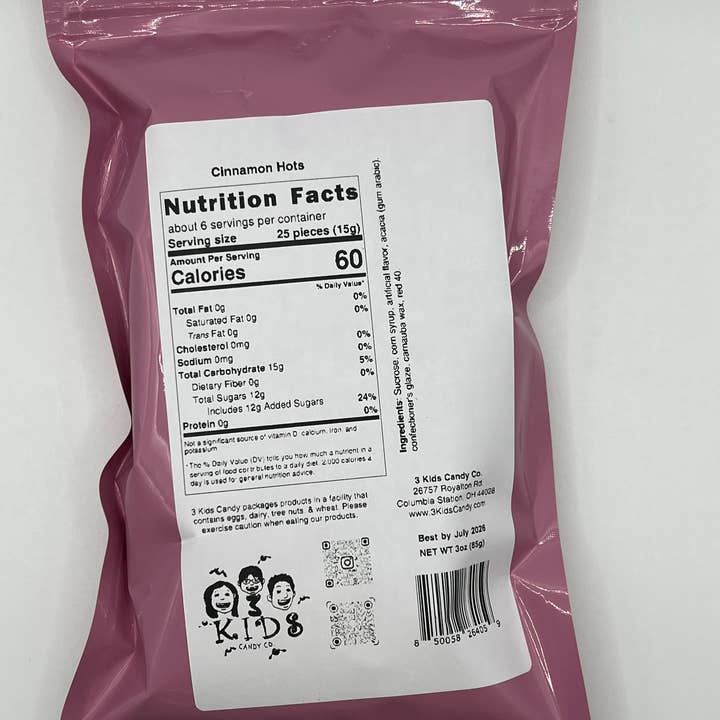 Cinnamon Hots
Nutrition Facts
about 6 servings per container
Serving size 25 pieces (15g)
Amount Per Serving
Calories 60
% Daily Value*
Total Fat 0g 0%
Saturated Fat 0g 0%
Trans Fat 0g
Cholesterol 0mg 0%
Sodium 0mg 0%
Total Carbohydrate 15g 5%
Dietary Fiber 0g 0%
Total Sugars 12g
Includes 12g Added Sugars 24%
Protein 0g 0%
Not a significant source of vitamin D, calcium, iron, and
potassium
*The % Daily Value (DV) tells you how much a nutrient in a
serving of food contributes to a daily diet. 2,000 calories a
day is used for general nutrition advice.
3 Kids Candy packages products in a facility that
contains eggs, dairy, tree nuts, & wheat. Please
exercise caution when eating our products.
3
KIDS
CANDY CO.
Ingredients: Sucrose, corn syrup, artificial flavor, acacia (gum arabic),
confectioner's glaze, carnauba wax, red 40
3 Kids Candy Co.
26757 Royalton Rd.
Columbia Station, OH 44028
www.3KidsCandy.com
Best by July 2026
NET WT 3oz (85g)
8 50058 26405 9